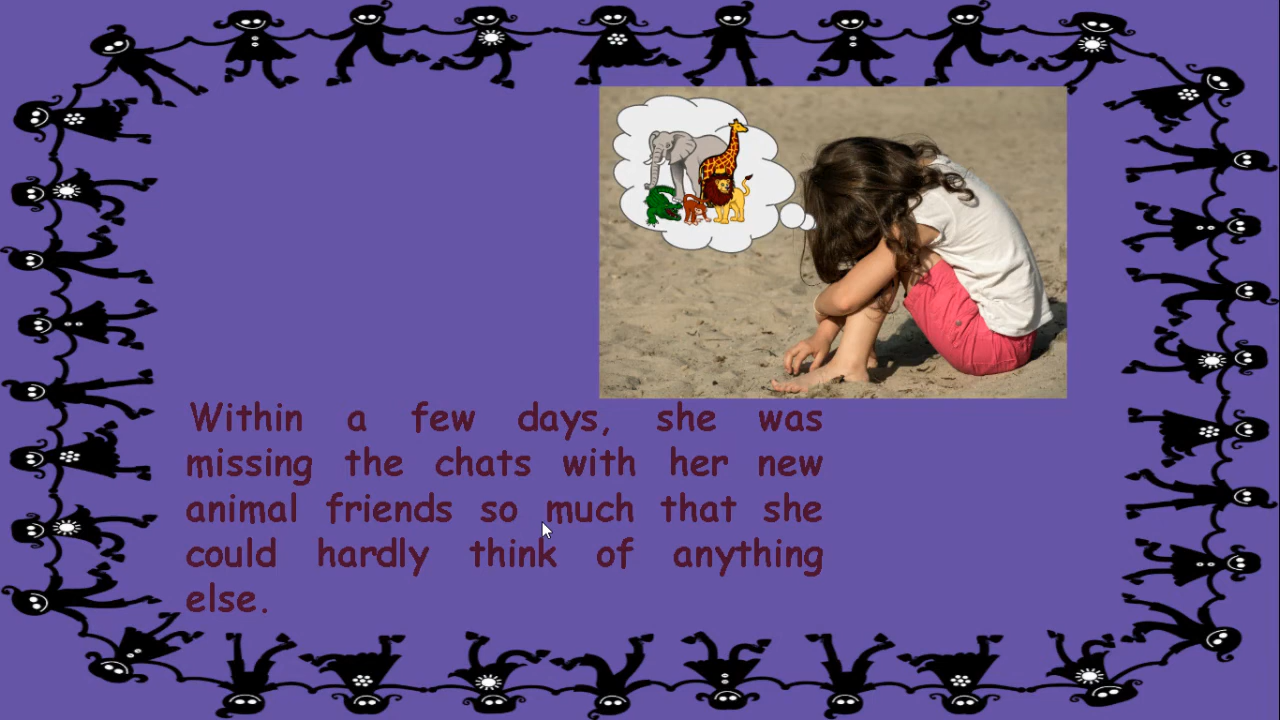 Within a few days, she was
missing the chats with her new
animal friends so much that she
could hardly think of anything
else.